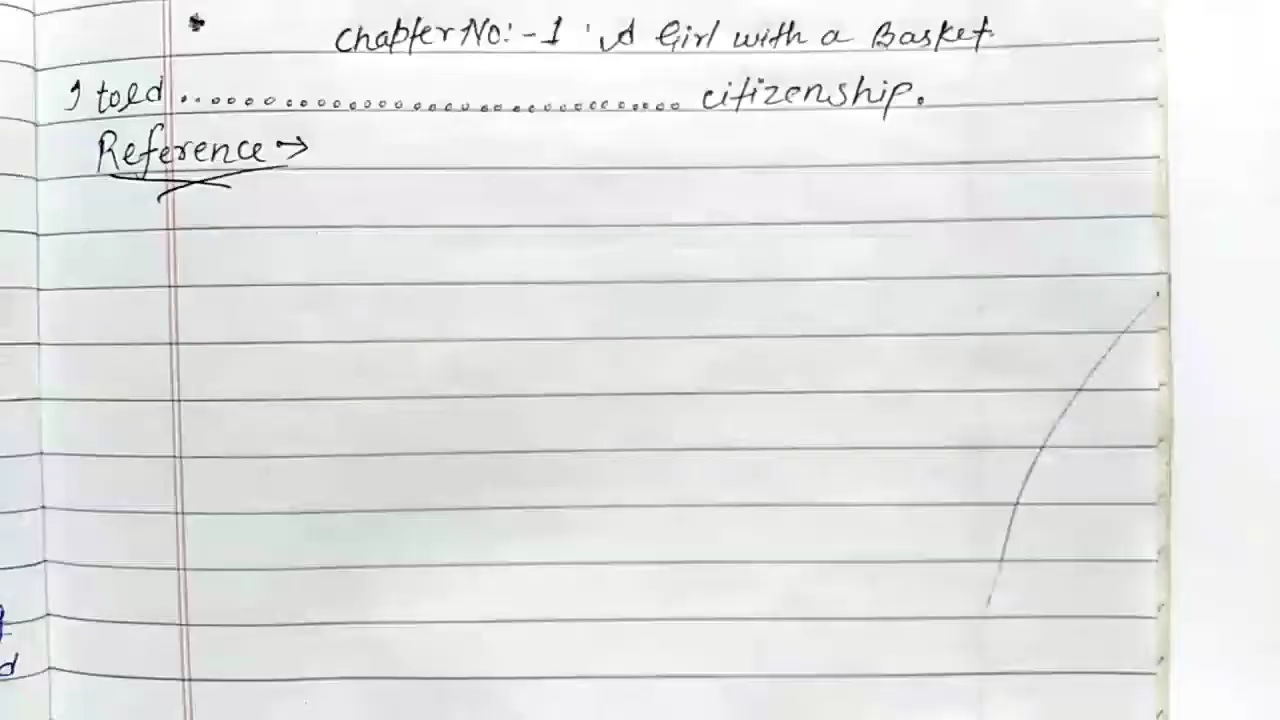 Chapter No:-1 'A Girl with a Basket
I told ........................................ citizenship.
Reference →
d